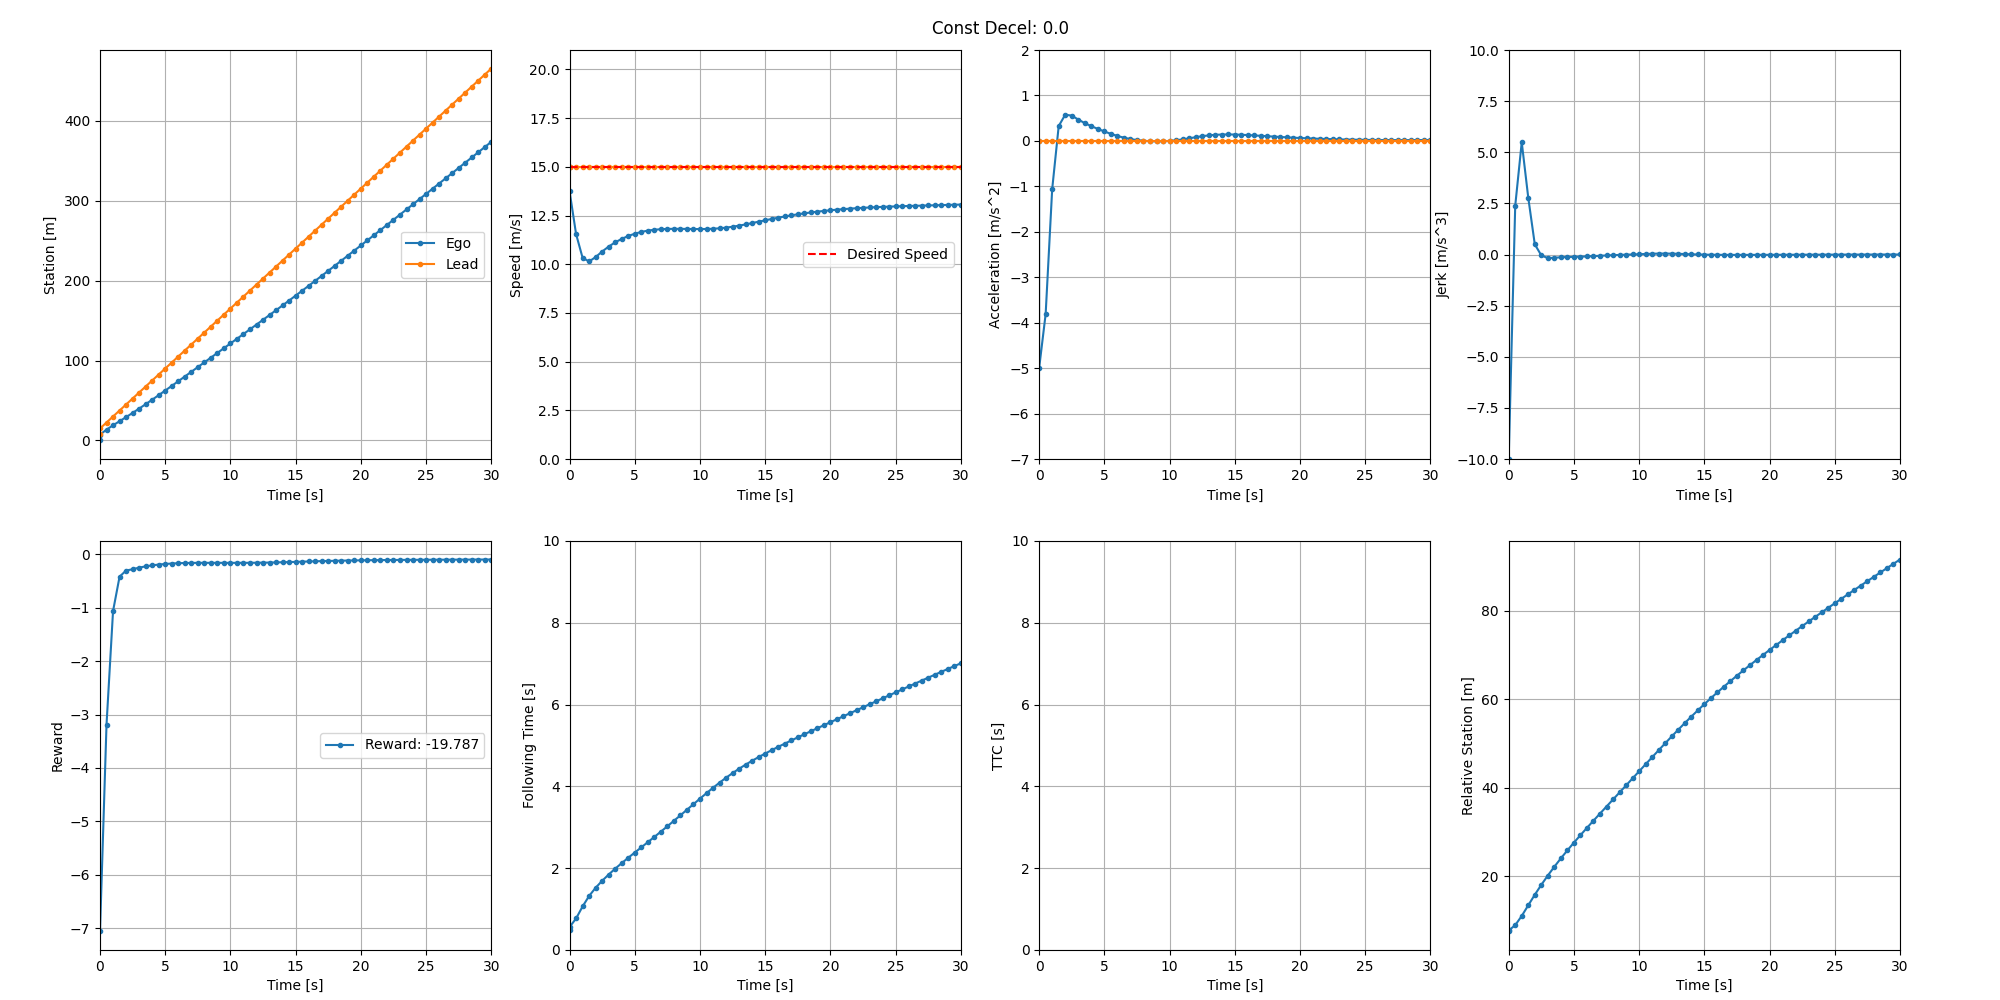 Const Decel: 0.0
Station [m]
400
300
200
100
0
0 5 10 15 20 25 30
Time [s]
Ego
Lead
Speed [m/s]
20.0
17.5
15.0
12.5
10.0
7.5
5.0
2.5
0.0
0 5 10 15 20 25 30
Time [s]
Desired Speed
Acceleration [m/s^2]
2
1
0
−1
−2
−3
−4
−5
−6
−7
0 5 10 15 20 25 30
Time [s]
Jerk [m/s^3]
10.0
7.5
5.0
2.5
0.0
−2.5
−5.0
−7.5
−10.0
0 5 10 15 20 25 30
Time [s]
Reward
0
−1
−2
−3
−4
−5
−6
−7
0 5 10 15 20 25 30
Time [s]
Reward: -19.787
Following Time [s]
10
8
6
4
2
0
0 5 10 15 20 25 30
Time [s]
TTC [s]
10
8
6
4
2
0
0 5 10 15 20 25 30
Time [s]
Relative Station [m]
80
60
40
20
0 5 10 15 20 25 30
Time [s]